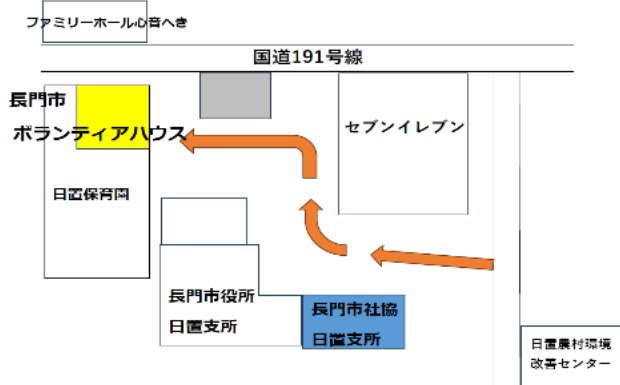 ファミリーホール心音へき
国道191号線
長門市
ボランティアハウス
セブンイレブン
日置保育園
長門市役所
日置支所
長門市社協
日置支所
日置農村環境
改善センター